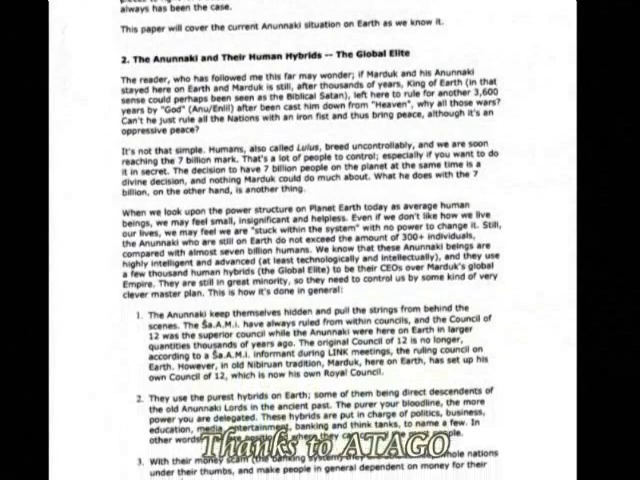 always has been the case.
This paper will cover the current Anunnaki situation on Earth as we know it.
2. The Anunnaki and Their Human Hybrids -- The Global Elite
The reader, who has followed me this far may wonder; if Marduk and his Anunnaki
stayed here on Earth and Marduk is still, after thousands of years, King of Earth (in that
sense could perhaps been seen as the Biblical Satan), left here to rule for another 3,600
years by "God" (Anu/Enlil) after been cast him down from "Heaven", why all those wars?
Can't he just rule all the Nations with an iron fist and thus bring peace, although it's an
oppressive peace?
It's not that simple. Humans, also called Lulus, breed uncontrollably, and we are soon
reaching the 7 billion mark. That's a lot of people to control; especially if you want to do
it in secret. The decision to have 7 billion people on the planet at the same time is a
divine decision, and nothing Marduk could do much about. What he does with the 7
billion, on the other hand, is another thing.
When we look upon the power structure on Planet Earth today as average human
beings, we may feel small, insignificant and helpless. Even if we don't like how we live
our lives, we may feel we are "stuck within the system" with no power to change it. Still,
the Anunnaki who are still on Earth do not exceed the amount of 300+ individuals,
compared with almost seven billion humans. We know that these Anunnaki beings are
highly intelligent and advanced (at least technologically and intellectually), and they use
a few thousand human hybrids (the Global Elite) to be their CEOs over Marduk's global
Empire. They are still in great minority, so they need to control us by some kind of very
clever master plan. This is how it's done in general:
1. The Anunnaki keep themselves hidden and pull the strings from behind the
scenes. The Ša.A.M.i. have always ruled from within councils, and the Council of
12 was the superior council while the Anunnaki were here on Earth in larger
quantities thousands of years ago. The original Council of 12 is no longer,
according to a Ša.A.M.i. informant during LINK meetings, the ruling council on
Earth. However, in old Nibiruan tradition, Marduk, here on Earth, has set up his
own Council of 12, which is now his own Royal Council.
2. They use the purest hybrids on Earth; some of them being direct descendents of
the old Anunnaki Lords in the ancient past. The purer your bloodline, the more
power you are delegated. These hybrids are put in charge of politics, business,
education, media, entertainment, banking and think tanks, to name a few. In
other words, where they people.
Thanks to ATAGO
3. With their money scam (the banking system) they whole nations
under their thumbs, and make people in general dependent on money for their